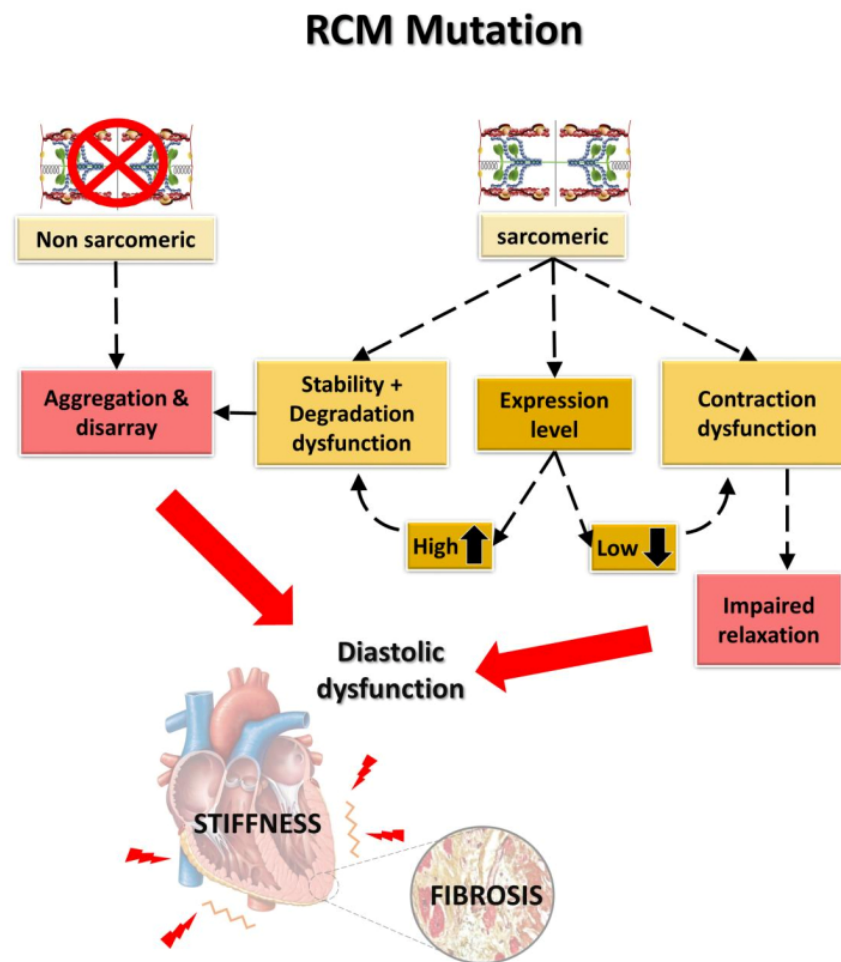 RCM Mutation
Non sarcomeric
sarcomeric
Aggregation &
disarray
Stability +
Degradation
dysfunction
Expression
level
Contraction
dysfunction
High
Low
Impaired
relaxation
Diastolic
dysfunction
STIFFNESS
FIBROSIS